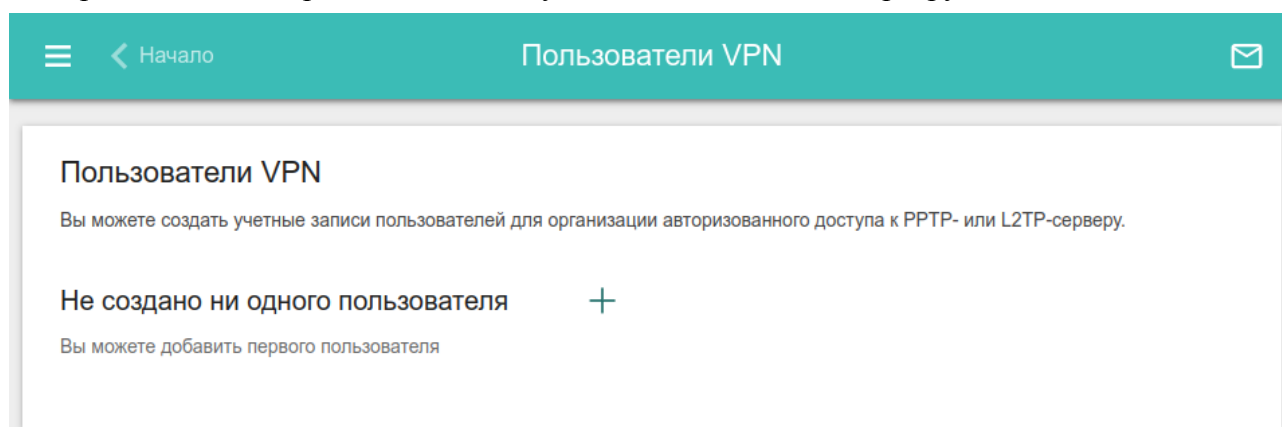 Начало
Пользователи VPN
Пользователи VPN
Вы можете создать учетные записи пользователей для организации авторизованного доступа к PPTP- или L2TP-серверу.
Не создано ни одного пользователя
Вы можете добавить первого пользователя